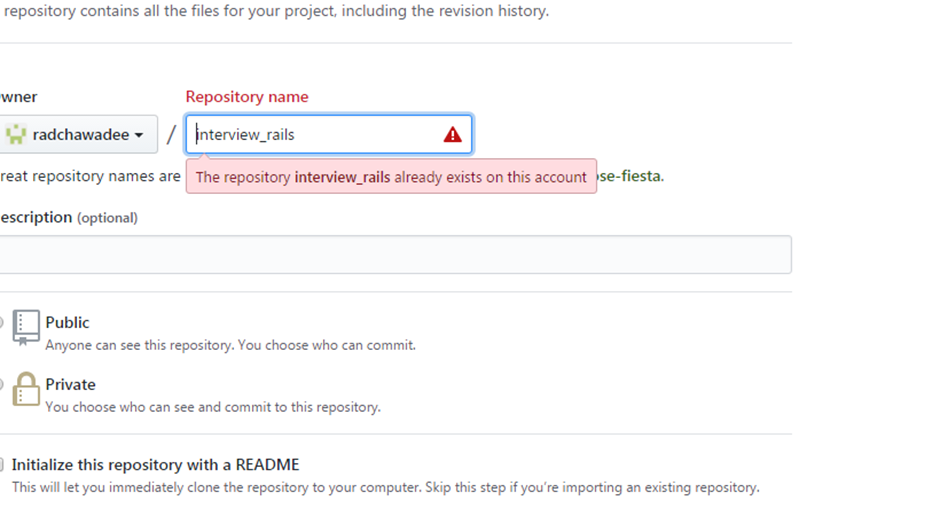 repository contains all the files for your project, including the revision history.
wner
Repository name
radchawadee / interview_rails
reat repository names are
The repository interview_rails already exists on this account
se-fiesta.
escription (optional)
Public
Anyone can see this repository. You choose who can commit.
Private
You choose who can see and commit to this repository.
Initialize this repository with a README
This will let you immediately clone the repository to your computer. Skip this step if you’re importing an existing repository.